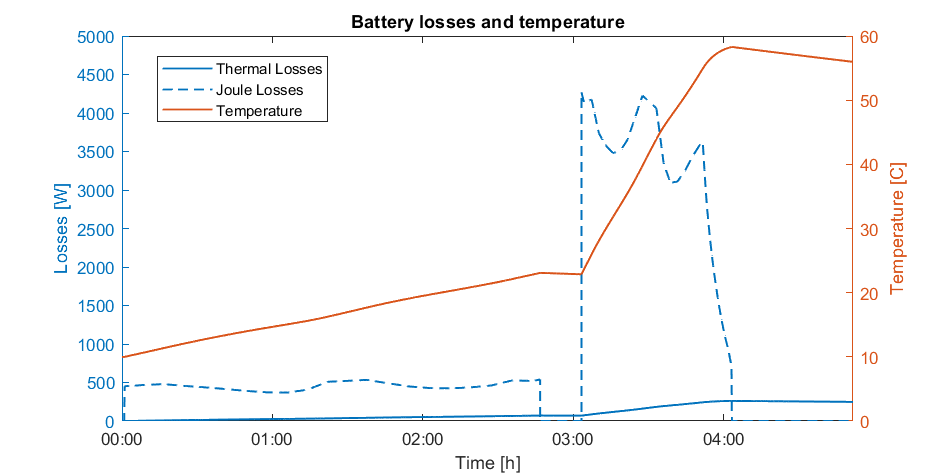 Battery losses and temperature
5000
4500
4000
3500
3000
2500
2000
1500
1000
500
0
Losses [W]
Thermal Losses
Joule Losses
Temperature
60
50
40
30
20
10
0
Temperature [C]
00:00 01:00 02:00 03:00 04:00
Time [h]